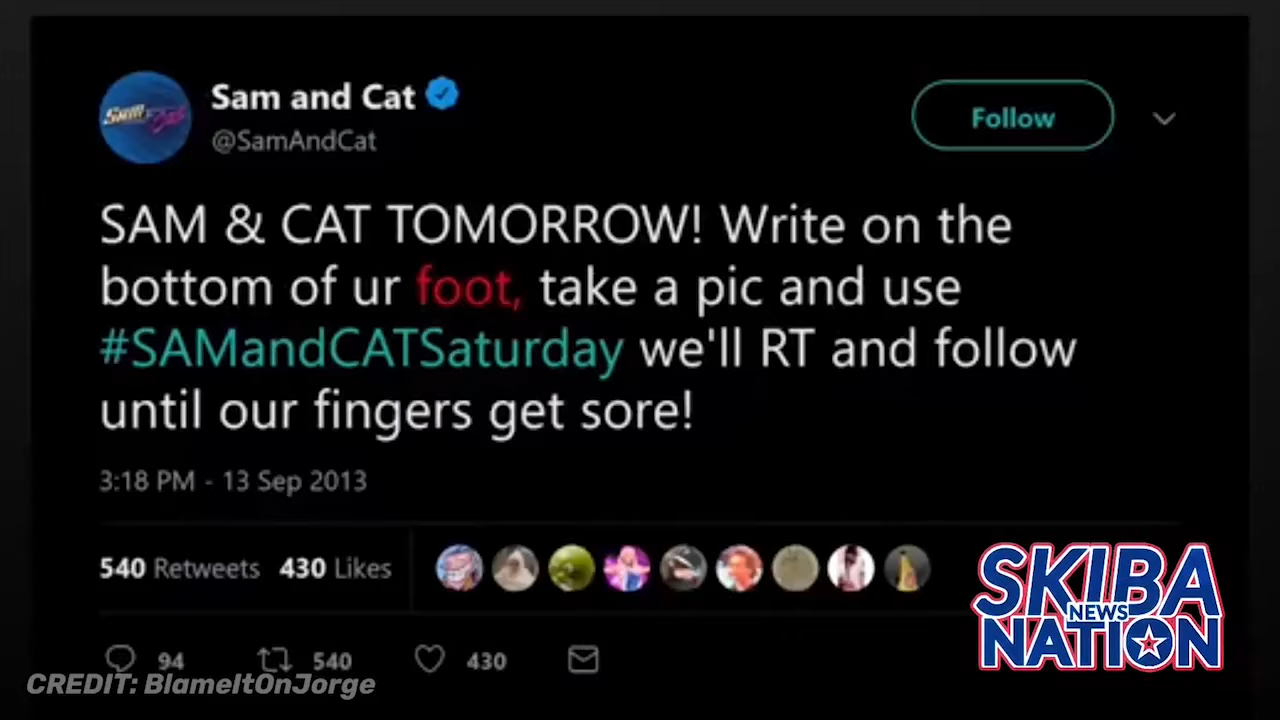 Sam and Cat
@SamAndCat
Follow
SAM & CAT TOMORROW! Write on the
bottom of ur foot, take a pic and use
#SAMandCATSaturday we'll RT and follow
until our fingers get sore!
3:18 PM - 13 Sep 2013
540 Retweets 430 Likes
94 540 430
CREDIT: BlameItOnJorge
SKIBA
NEWS
NATION